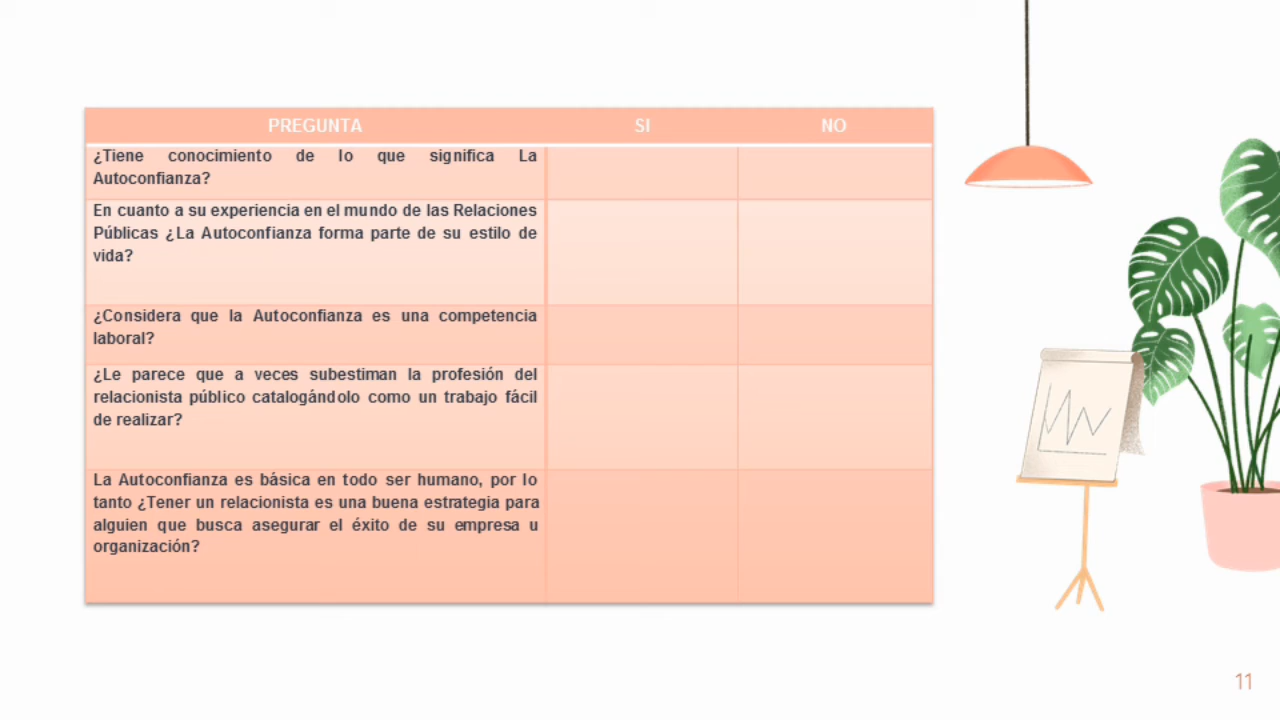 PREGUNTA SI NO
¿Tiene conocimiento de lo que significa La
Autoconfianza?
En cuanto a su experiencia en el mundo de las Relaciones
Públicas ¿La Autoconfianza forma parte de su estilo de
vida?
¿Considera que la Autoconfianza es una competencia
laboral?
¿Le parece que a veces subestiman la profesión del
relacionista público catalogándolo como un trabajo fácil
de realizar?
La Autoconfianza es básica en todo ser humano, por lo
tanto ¿Tener un relacionista es una buena estrategia para
alguien que busca asegurar el éxito de su empresa u
organización?
11